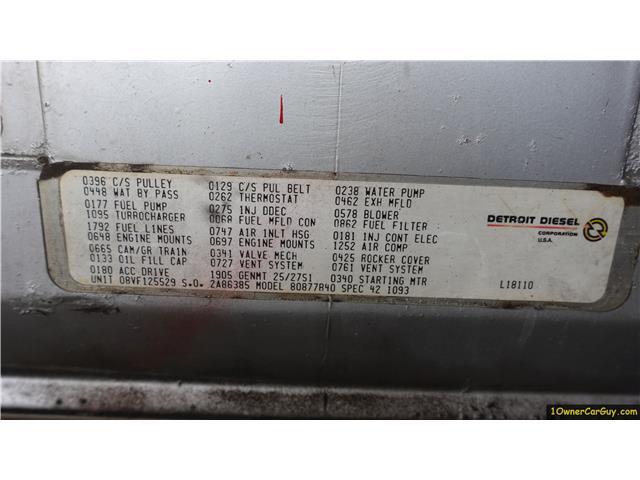 0396 C/S PULLEY 0129 C/S PUL BELT 0238 WATER PUMP
0448 WAT BY PASS 0262 THERMOSTAT 0462 EXH MFLD
0177 FUEL PUMP 0275 INJ DDEC 0578 BLOWER
1095 TURBOCHARGER 0068 FUEL MFLD CON 0862 FUEL FILTER
1792 FUEL LINES 0747 AIR INLT HSG 0181 INJ CONT ELEC
0648 ENGINE MOUNTS 0697 ENGINE MOUNTS 1252 AIR COMP
0665 CAM/GR TRAIN 0341 VALVE MECH 0425 ROCKER COVER
0133 OIL FILL CAP 0727 VENT SYSTEM 0761 VENT SYSTEM
0180 ACC DRIVE 1905 GENMT 25/27SI 0340 STARTING MTR
UNIT 08VF125529 S.O. 2A86385 MODEL 80877840 SPEC 42 1093
DETROIT DIESEL
CORPORATION
U.S.A.
L18110
1OwnerCarGuy.com